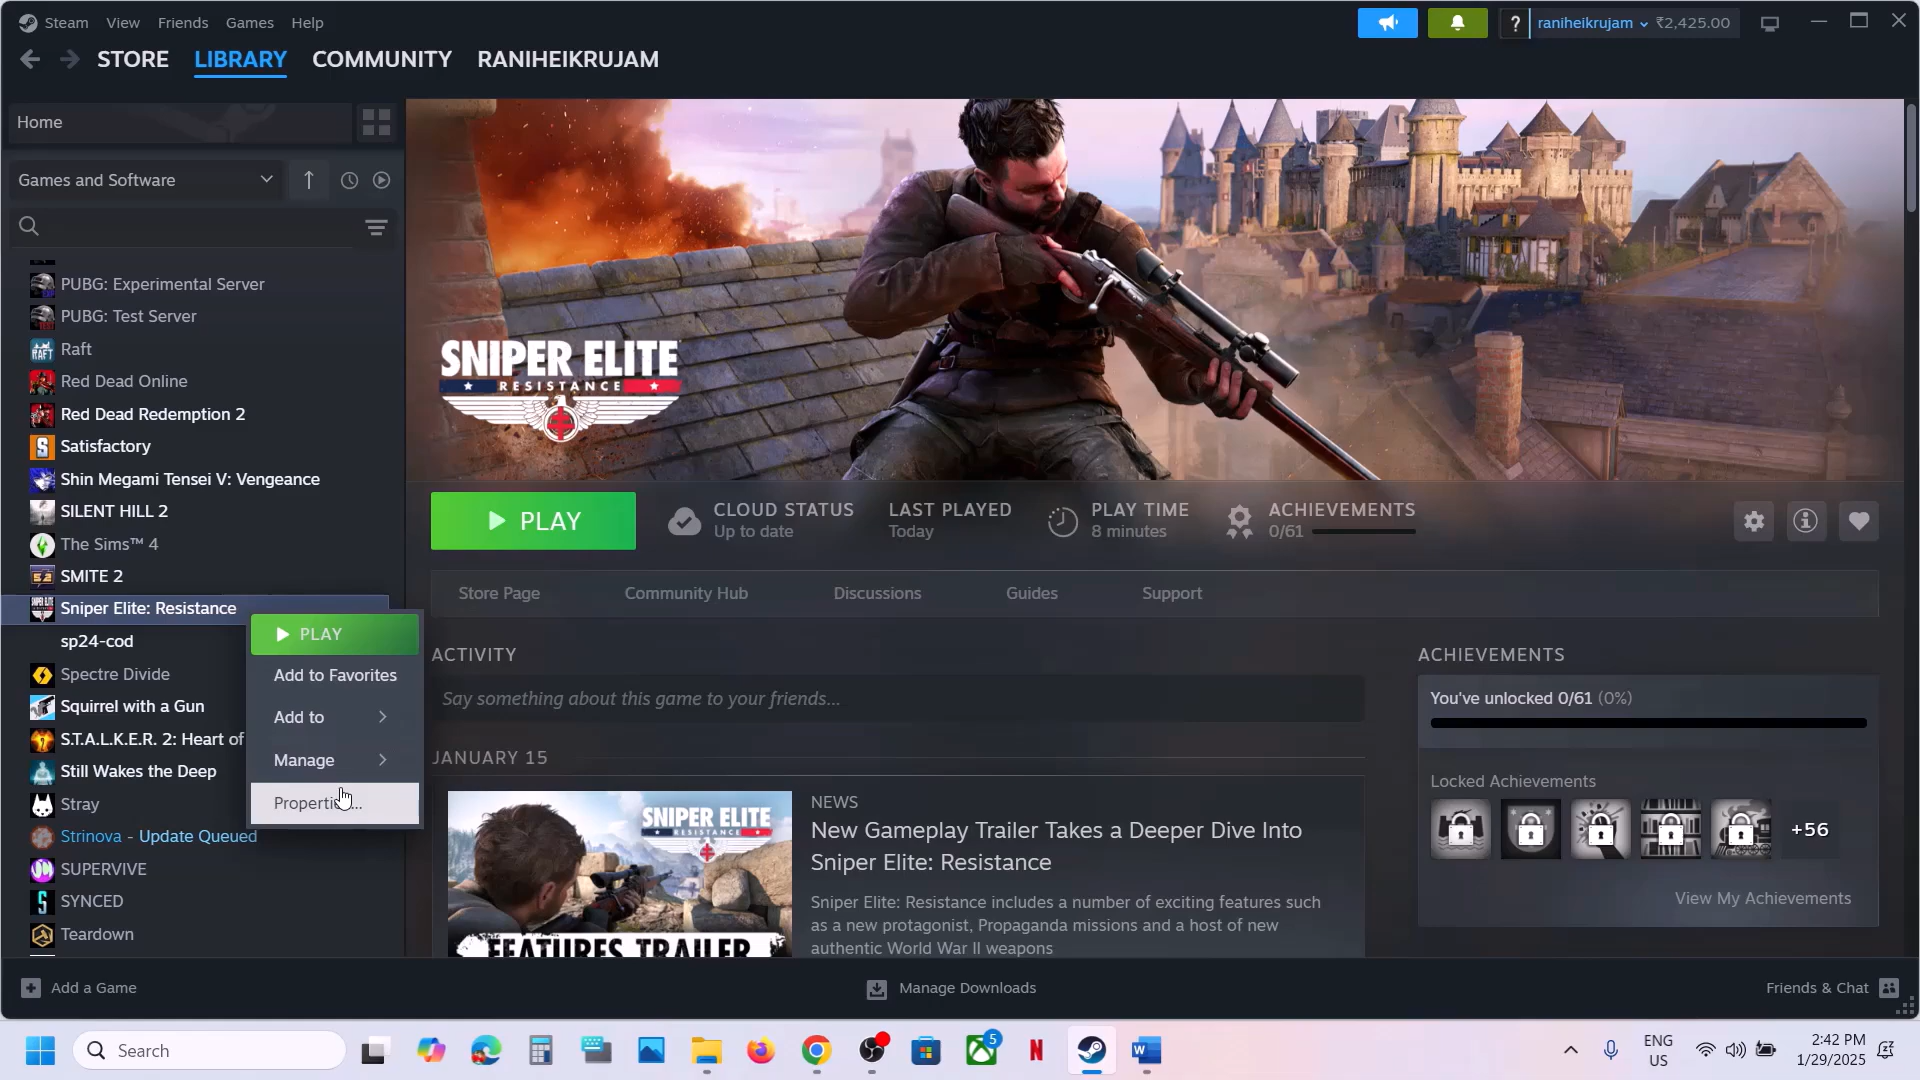 Steam View Friends Games Help
? raniheikrujam ₹2,425.00
STORE LIBRARY COMMUNITY RANIHEIKRUJAM
Home
Games and Software
PUBG: Experimental Server
PUBG: Test Server
Raft
Red Dead Online
Red Dead Redemption 2
Satisfactory
Shin Megami Tensei V: Vengeance
SILENT HILL 2
The Sims™ 4
SMITE 2
Sniper Elite: Resistance
sp24-cod
Spectre Divide
Squirrel with a Gun
S.T.A.L.K.E.R. 2: Heart of
Still Wakes the Deep
Stray
Strinova - Update Queued
SUPERVIVE
SYNCED
Teardown
PLAY
Add to Favorites
Add to
Manage
SNIPER ELITE
RESISTANCE
PLAY
CLOUD STATUS
Up to date
LAST PLAYED
Today
PLAY TIME
8 minutes
ACHIEVEMENTS
0/61
Store Page Community Hub Discussions Guides Support
ACTIVITY
Say something about this game to your friends...
JANUARY 15
SNIPER ELITE
RESISTANCE
FEATURES TRAILER
NEWS
New Gameplay Trailer Takes a Deeper Dive Into
Sniper Elite: Resistance
Sniper Elite: Resistance includes a number of exciting features such
as a new protagonist, Propaganda missions and a host of new
authentic World War II weapons
ACHIEVEMENTS
You've unlocked 0/61 (0%)
Locked Achievements
+56
View My Achievements
Add a Game
Manage Downloads
Friends & Chat
Search
5
ENG
US
2:42 PM
1/29/2025